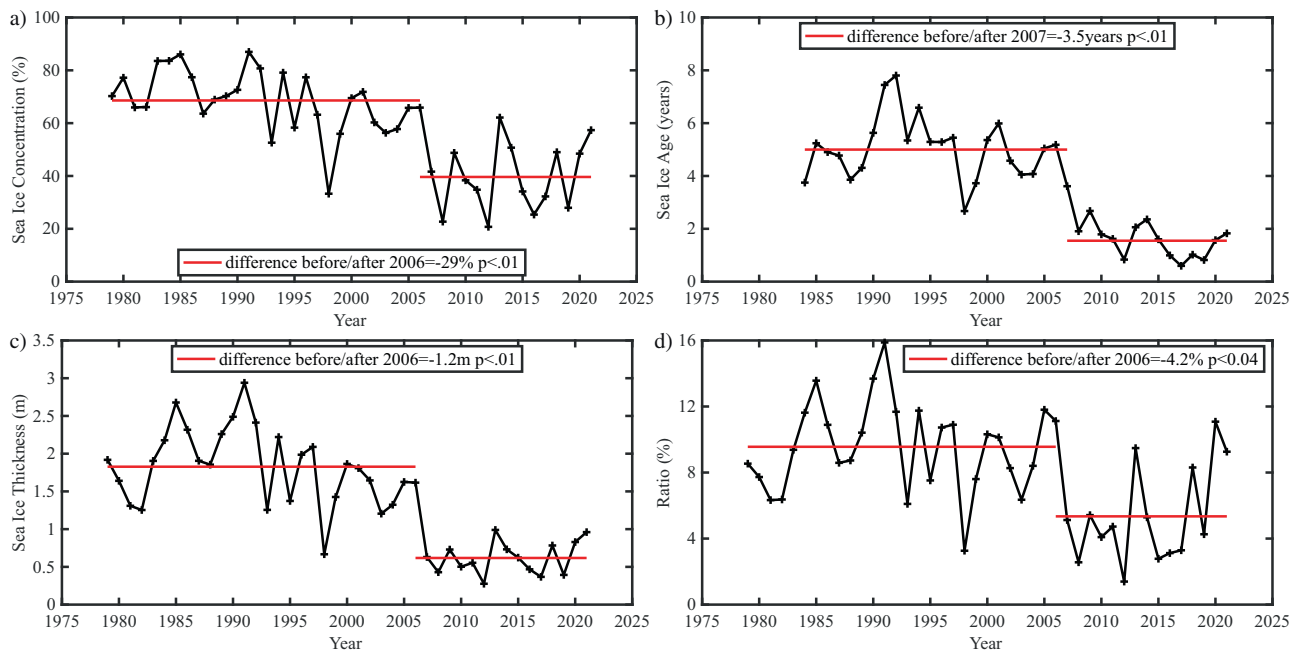 a)
Sea Ice Concentration (%)
100
80
60
40
20
0
difference before/after 2006=-29% p<.01
1975 1980 1985 1990 1995 2000 2005 2010 2015 2020 2025
Year
b)
Sea Ice Age (years)
10
8
6
4
2
0
difference before/after 2007=-3.5years p<.01
1975 1980 1985 1990 1995 2000 2005 2010 2015 2020 2025
Year
c)
Sea Ice Thickness (m)
3.5
3
2.5
2
1.5
1
0.5
0
difference before/after 2006=-1.2m p<.01
1975 1980 1985 1990 1995 2000 2005 2010 2015 2020 2025
Year
d)
Ratio (%)
16
12
8
4
0
difference before/after 2006=-4.2% p<0.04
1975 1980 1985 1990 1995 2000 2005 2010 2015 2020 2025
Year